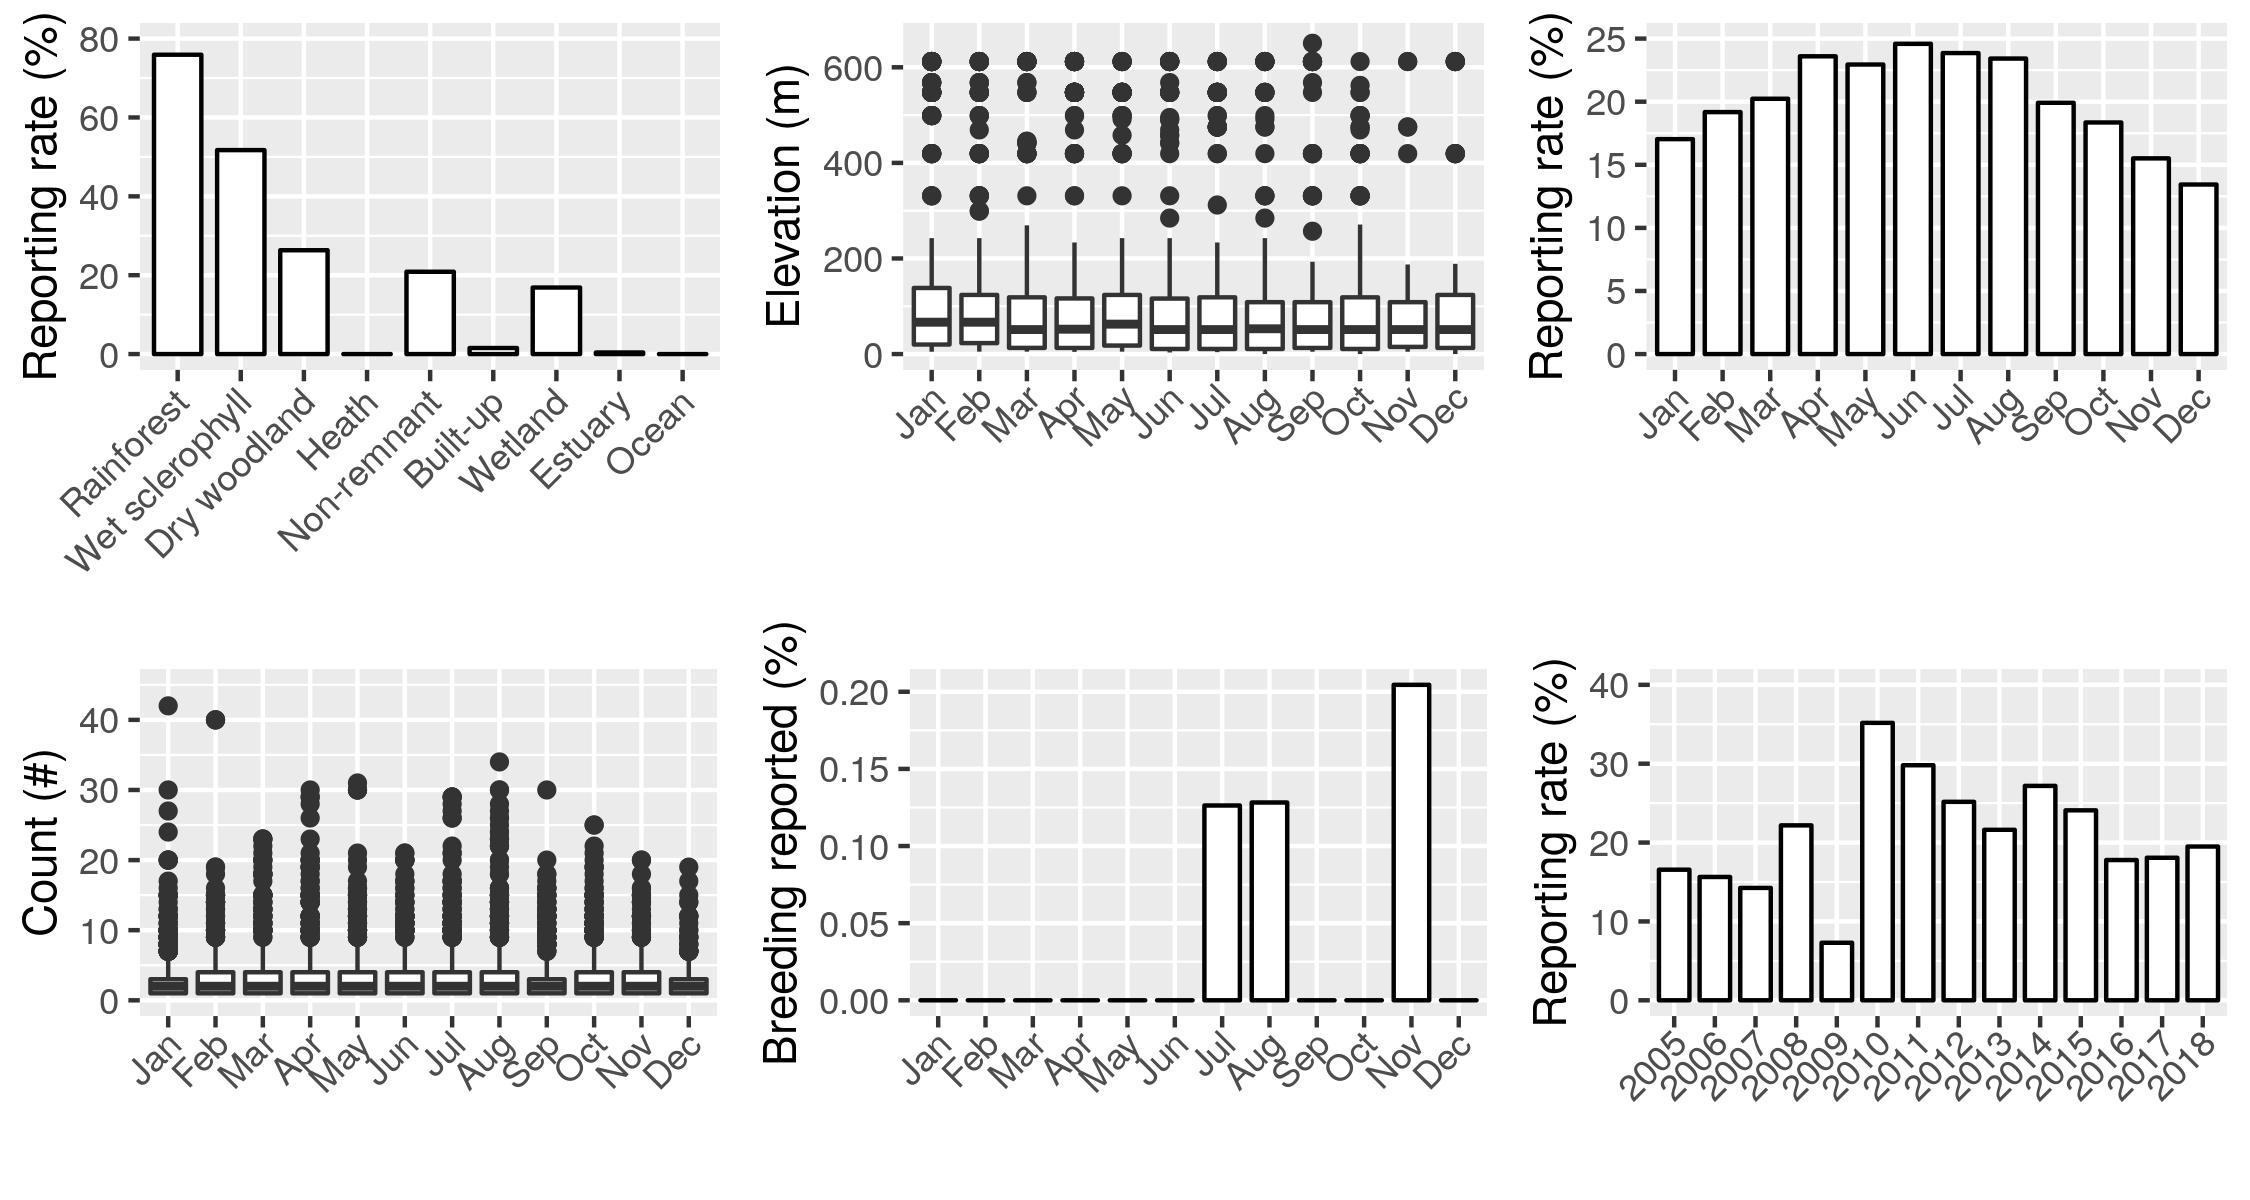 Reporting rate (%)
80
60
40
20
0
Rainforest
Wet sclerophyll
Dry woodland
Heath
Non-remnant
Built-up
Wetland
Estuary
Ocean
Elevation (m)
600
400
200
0
Jan
Feb
Mar
Apr
May
Jun
Jul
Aug
Sep
Oct
Nov
Dec
Reporting rate (%)
25
20
15
10
5
0
Jan
Feb
Mar
Apr
May
Jun
Jul
Aug
Sep
Oct
Nov
Dec
Count (#)
40
30
20
10
0
Jan
Feb
Mar
Apr
May
Jun
Jul
Aug
Sep
Oct
Nov
Dec
Breeding reported (%)
0.20
0.15
0.10
0.05
0.00
Jan
Feb
Mar
Apr
May
Jun
Jul
Aug
Sep
Oct
Nov
Dec
Reporting rate (%)
40
30
20
10
0
2005
2006
2007
2008
2009
2010
2011
2012
2013
2014
2015
2016
2017
2018